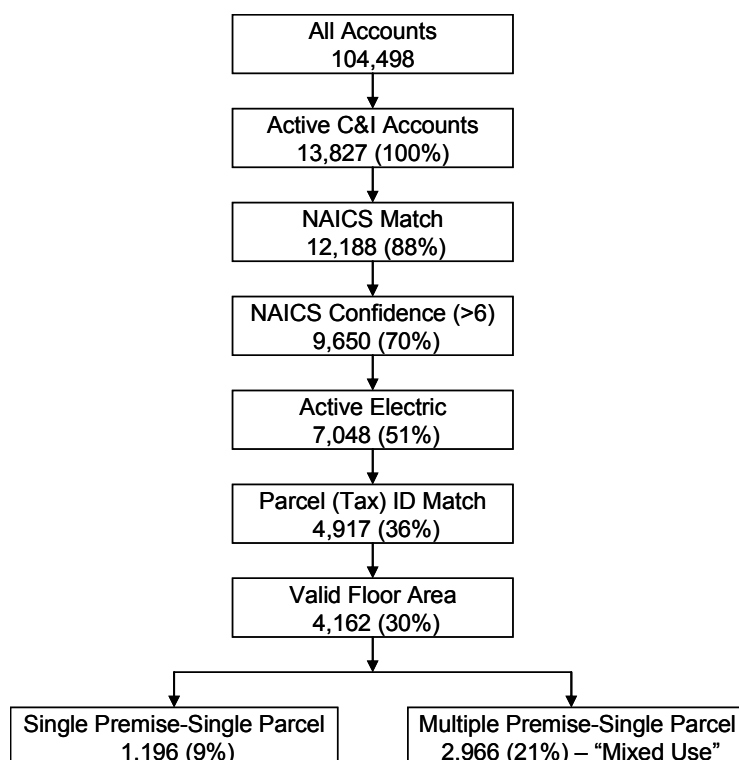 All Accounts
104,498
Active C&I Accounts
13,827 (100%)
NAICS Match
12,188 (88%)
NAICS Confidence (>6)
9,650 (70%)
Active Electric
7,048 (51%)
Parcel (Tax) ID Match
4,917 (36%)
Valid Floor Area
4,162 (30%)
Single Premise-Single Parcel
1,196 (9%)
Multiple Premise-Single Parcel
2,966 (21%) – “Mixed Use”